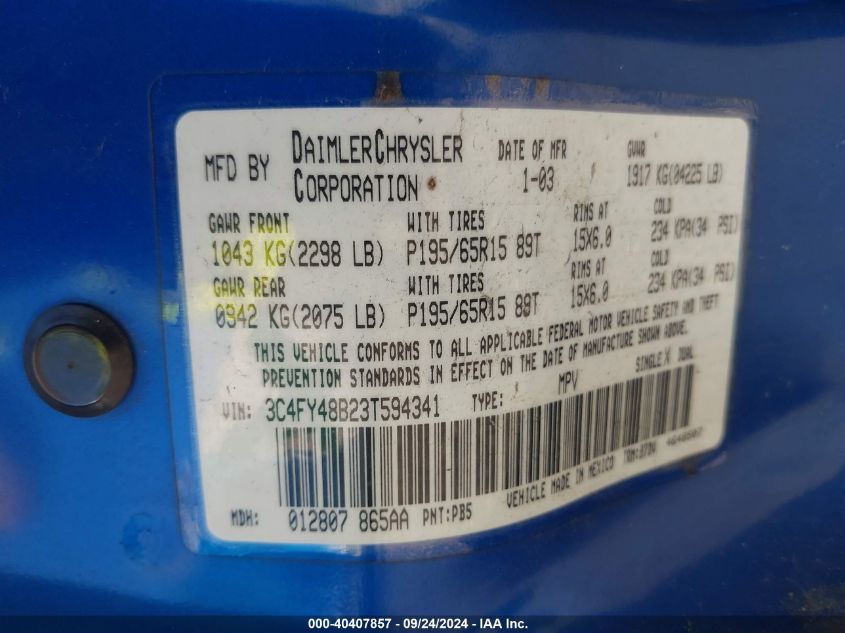 MFD BY DAIMLERCHRYSLER CORPORATION DATE OF MFR 1-03 GVWR 1917 KG(04225 LB)
GAWR FRONT WITH TIRES RIMS AT COLD
1043 KG(2298 LB) P195/65R15 89T 15X6.0 234 KPA(34 PSI)
GAWR REAR WITH TIRES RIMS AT COLD
0942 KG(2075 LB) P195/65R15 89T 15X6.0 234 KPA(34 PSI)
THIS VEHICLE CONFORMS TO ALL APPLICABLE FEDERAL MOTOR VEHICLE SAFETY AND THEFT
PREVENTION STANDARDS IN EFFECT ON THE DATE OF MANUFACTURE SHOWN ABOVE.
VIN: 3C4FY48B23T594341 TYPE: MPV SINGLE X DUAL
MDH: 012807 865AA PNT:PB5 VEHICLE MADE IN MEXICO
000-40407857 - 09/24/2024 - IAAI - IAA Inc.